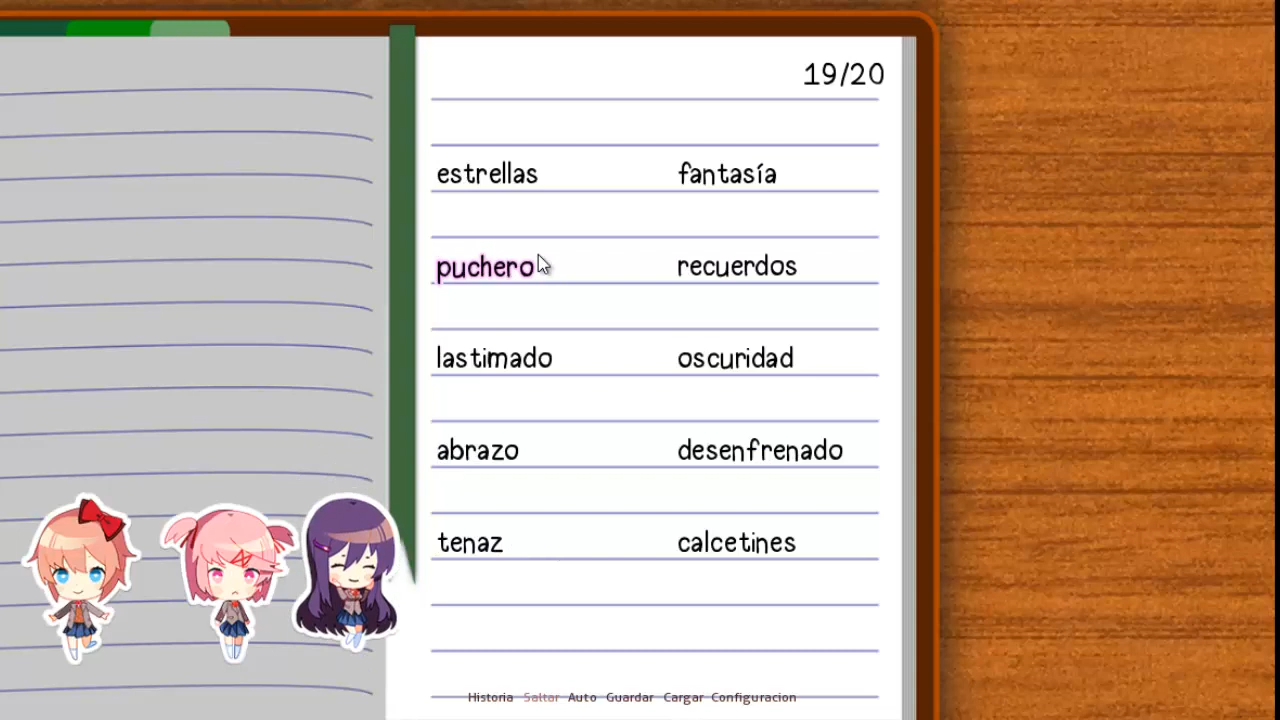 19/20
estrellas fantasía
puchero recuerdos
lastimado oscuridad
abrazo desenfrenado
tenaz calcetines
Historia Saltar Auto Guardar Cargar Configuracion